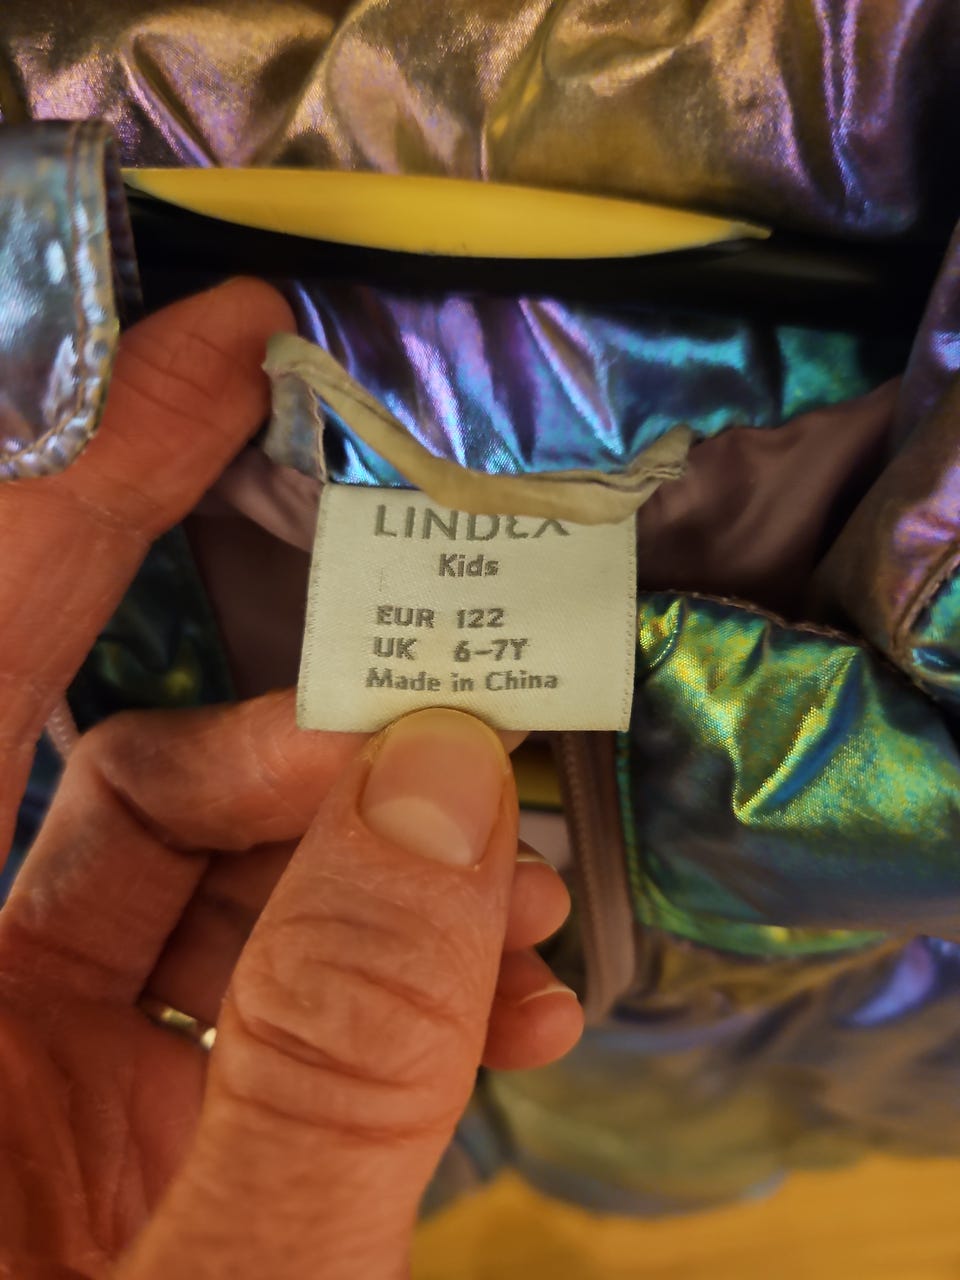 LINDEX
Kids
EUR 122
UK 6–7Y
Made in China